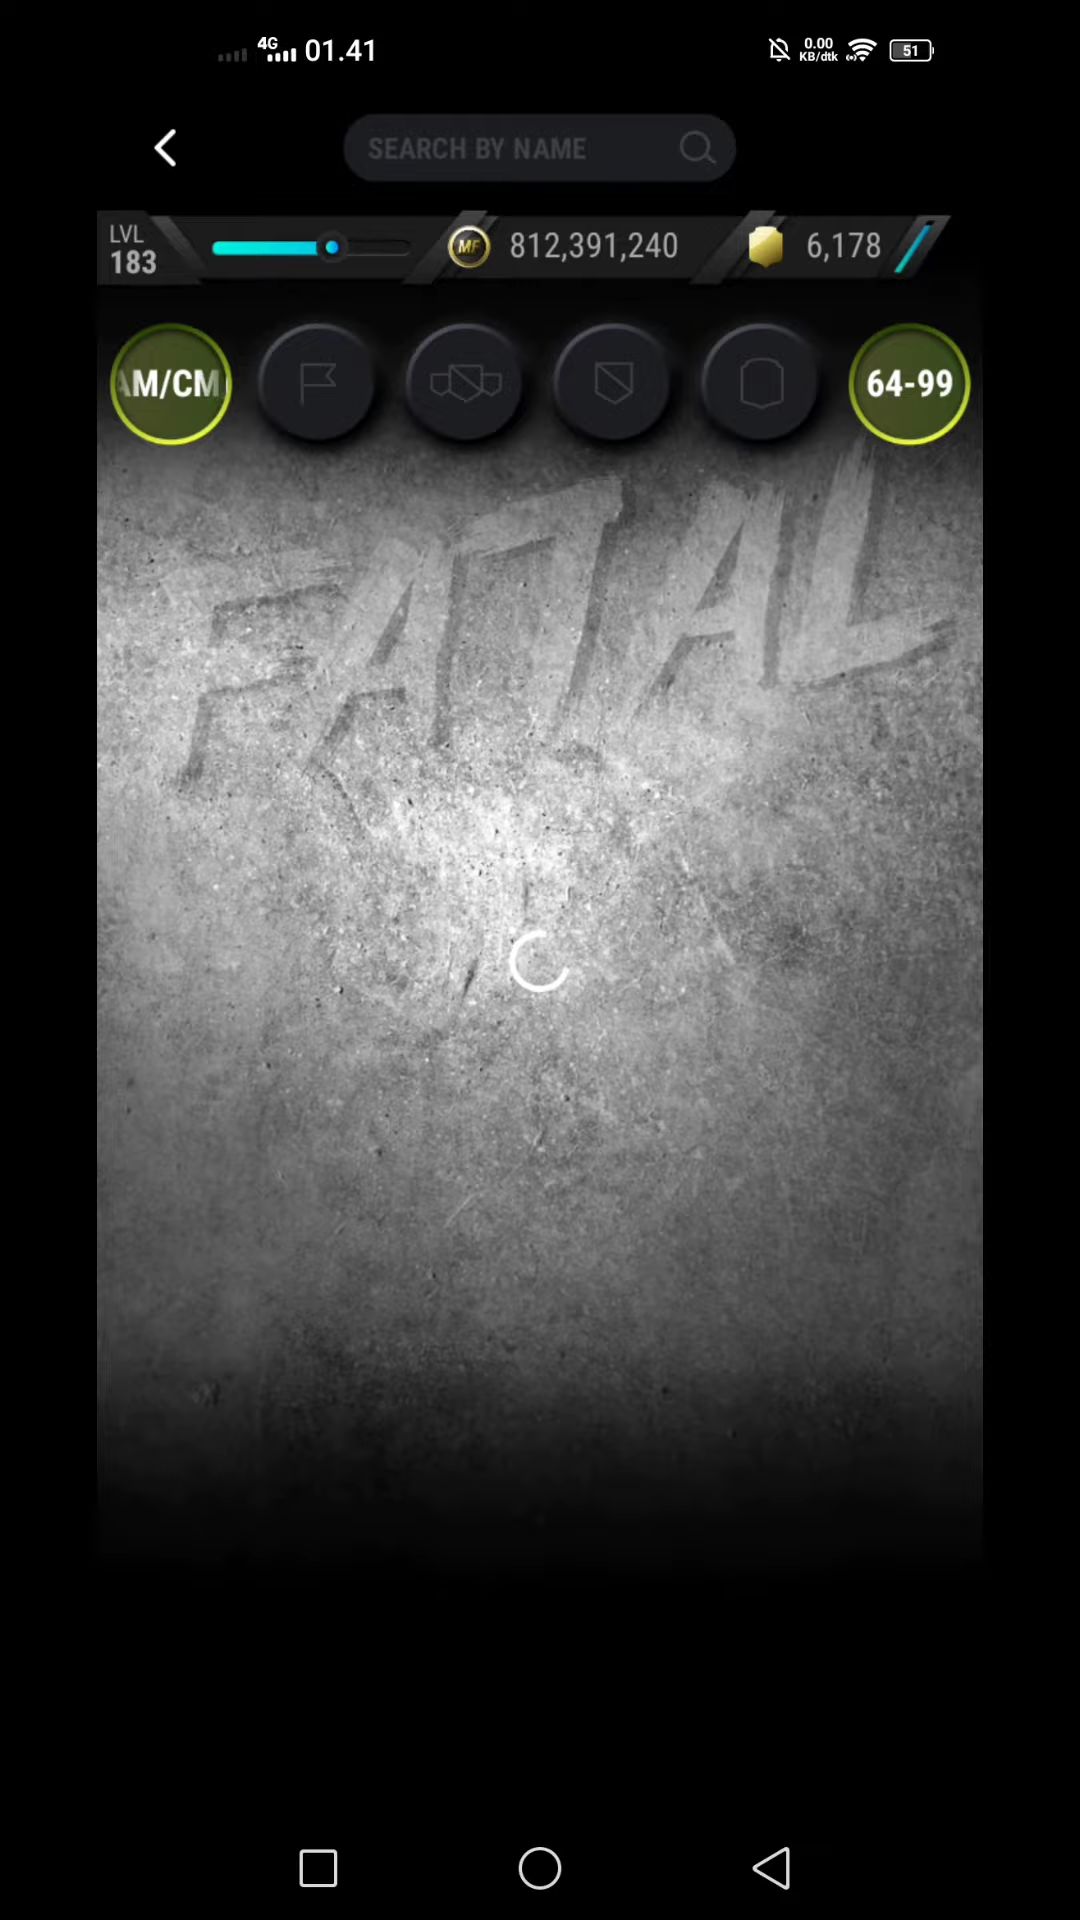 4G 01.41 0.00 KB/dtk 51
SEARCH BY NAME
LVL
183
MF 812,391,240 6,178
AM/CM 64-99
FATAL